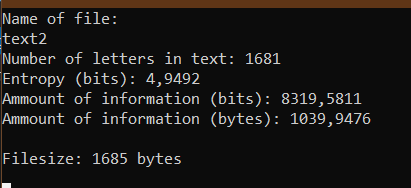 Name of file:
text2
Number of letters in text: 1681
Entropy (bits): 4,9492
Ammount of information (bits): 8319,5811
Ammount of information (bytes): 1039,9476
Filesize: 1685 bytes